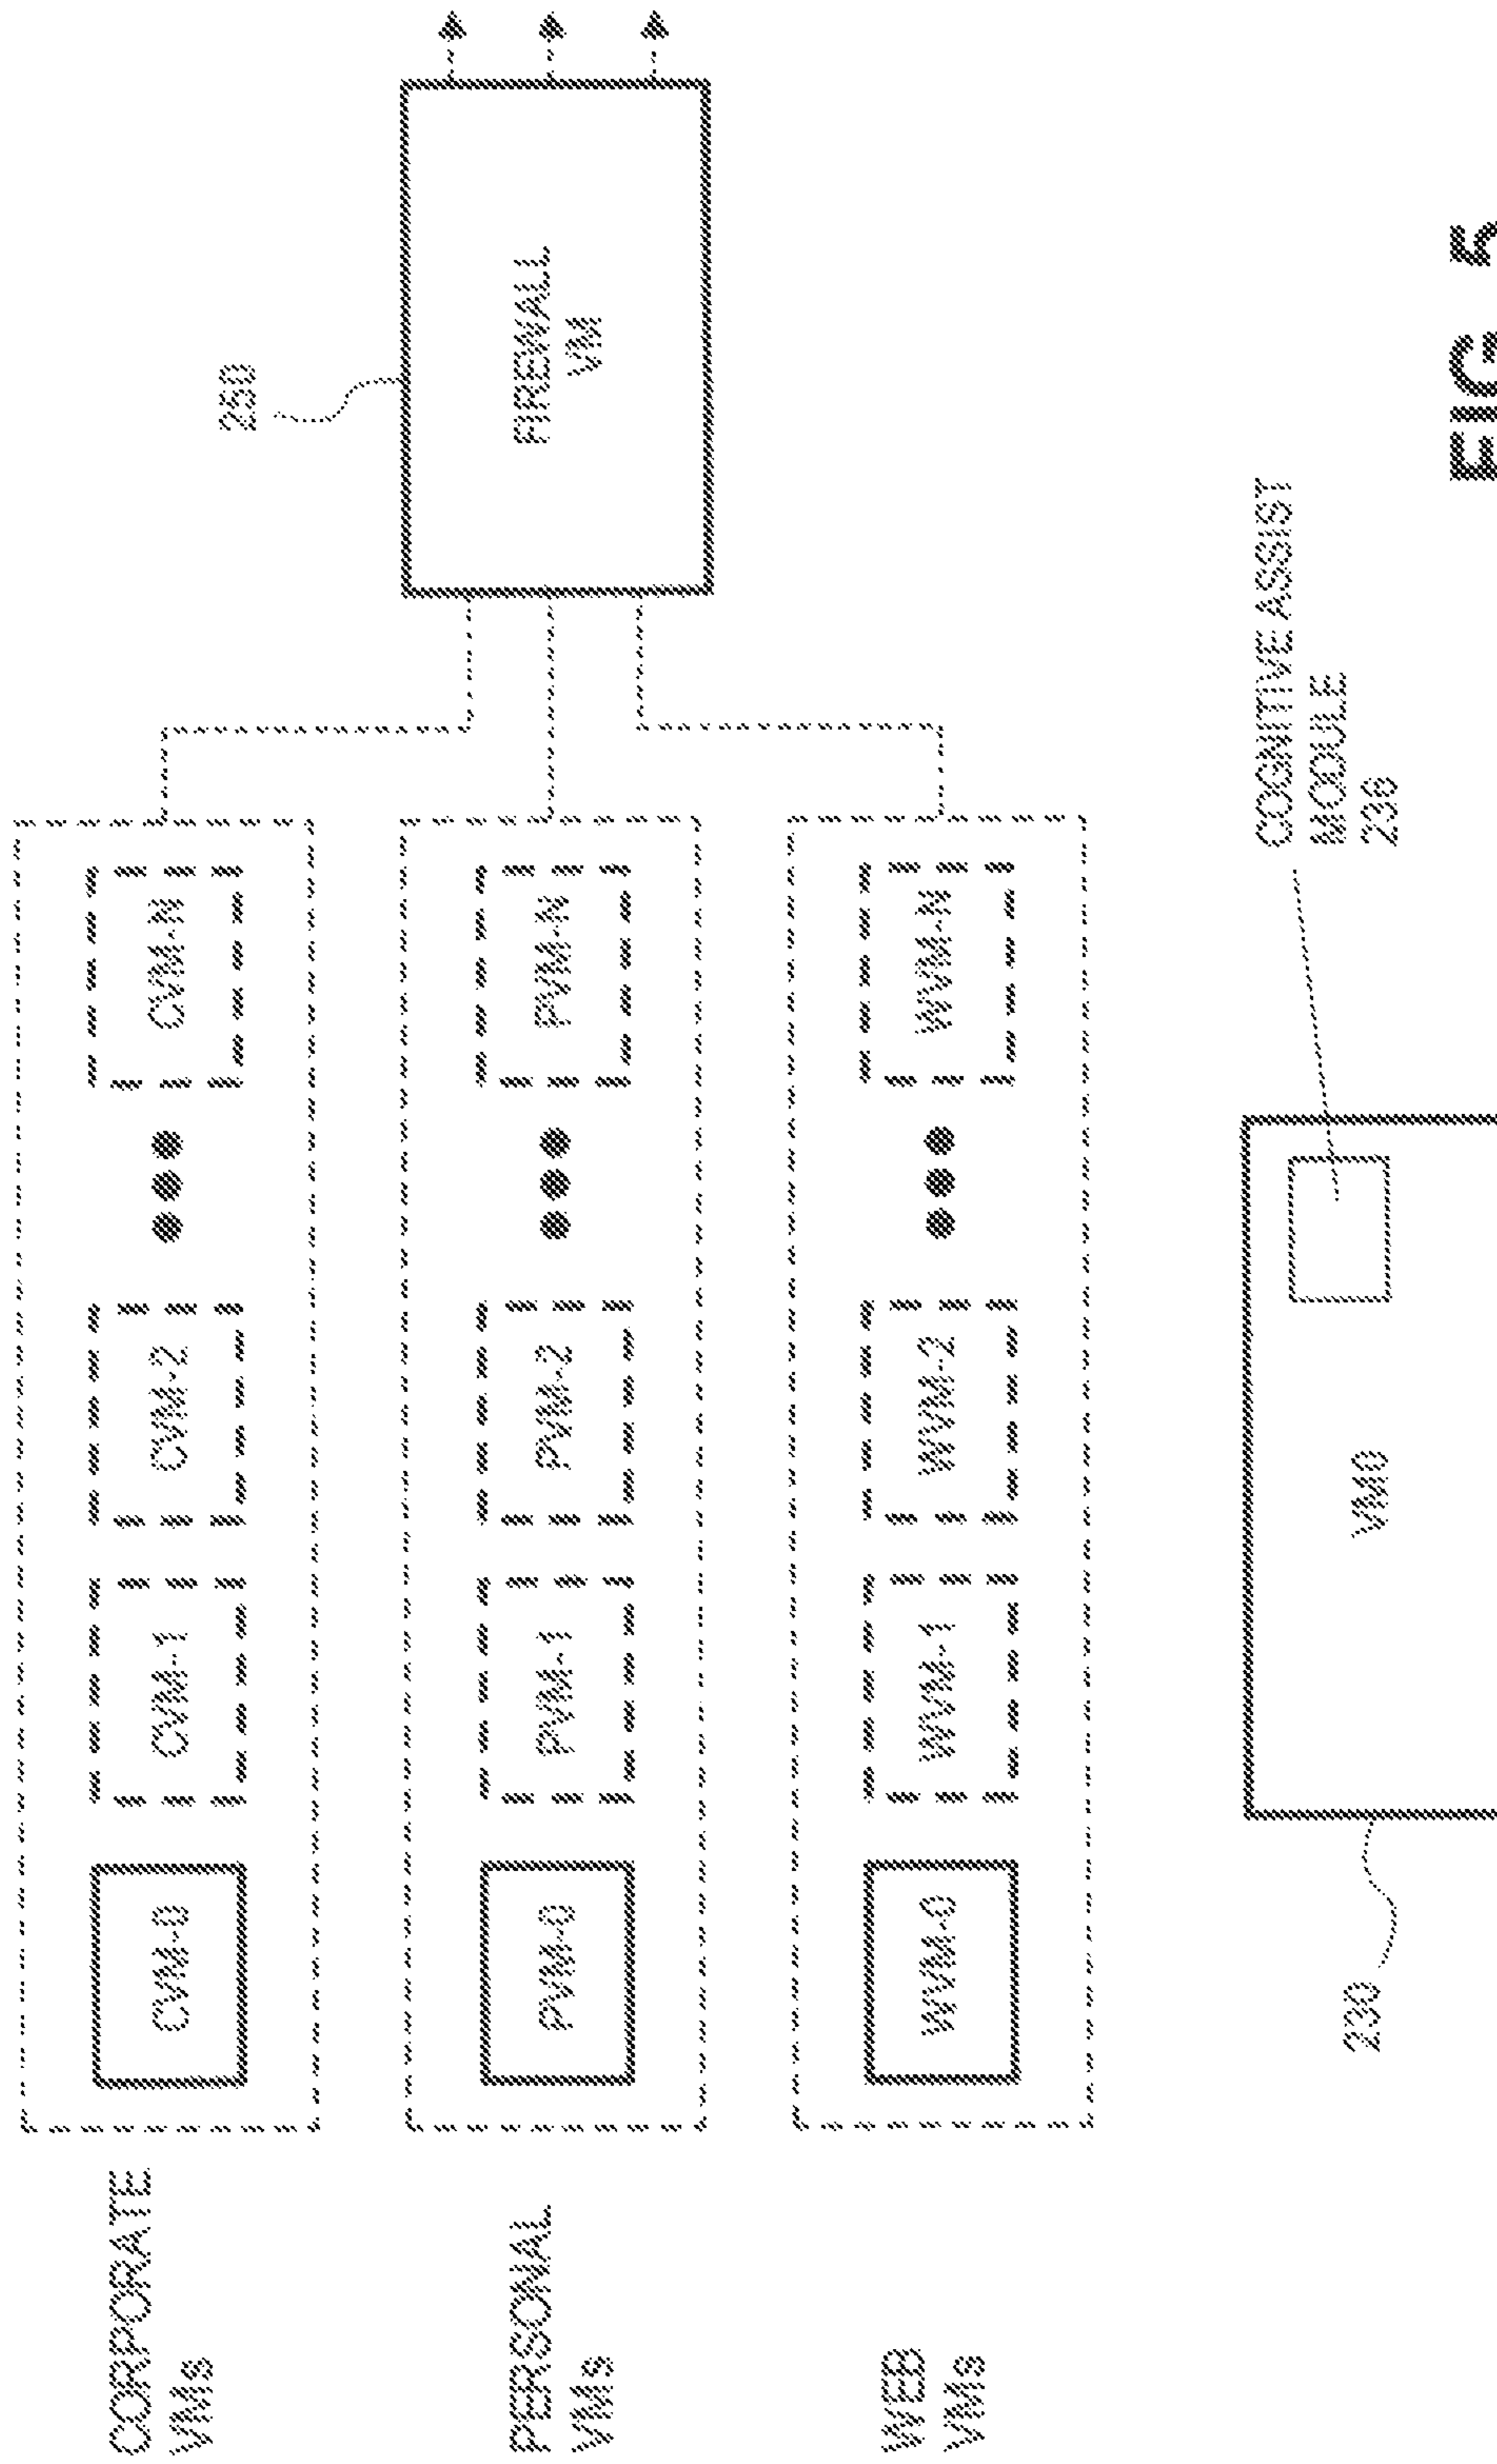 CORPORATE
VMs
CVM-0
CVM-1
CVM-2
CVM-N
PERSONAL
VMs
PVM-0
PVM-1
PVM-2
PVM-N
WEB
VMs
WVM-0
WVM-1
WVM-2
WVM-N
250
FIREWALL
VM
230
VM0
COGNITIVE ASSIST
MODULE
238
FIG. 5